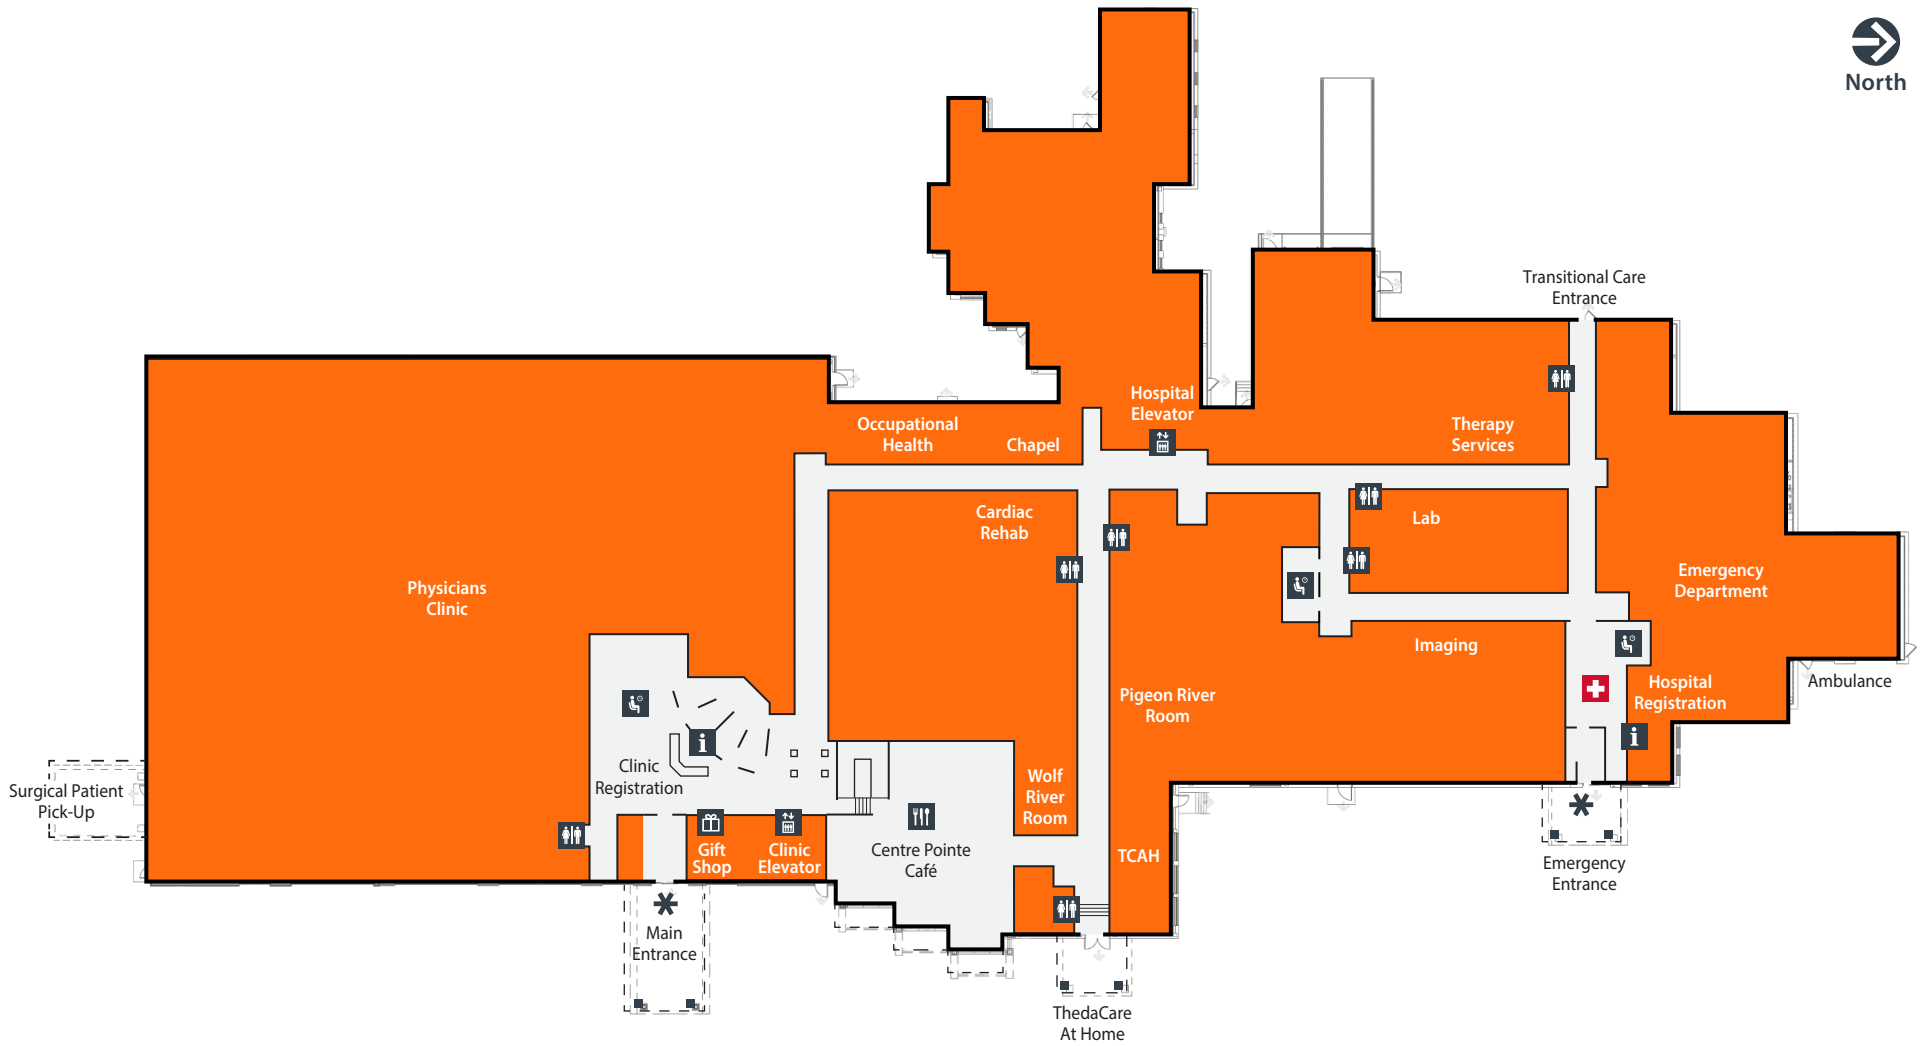 North
Transitional Care
Entrance
Hospital
Elevator
Occupational
Health
Chapel
Therapy
Services
Cardiac
Rehab
Lab
Physicians
Clinic
Emergency
Department
Imaging
Pigeon River
Room
Hospital
Registration
Ambulance
Clinic
Registration
Surgical Patient
Pick-Up
Wolf
River
Room
Gift
Shop
Clinic
Elevator
Centre Pointe
Café
TCAH
Emergency
Entrance
Main
Entrance
ThedaCare
At Home